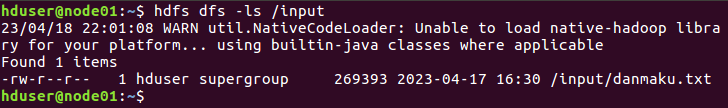 hduser@node01:~$ hdfs dfs -ls /input
23/04/18 22:01:08 WARN util.NativeCodeLoader: Unable to load native-hadoop libra
ry for your platform... using builtin-java classes where applicable
Found 1 items
-rw-r--r--   1 hduser supergroup     269393 2023-04-17 16:30 /input/danmaku.txt
hduser@node01:~$